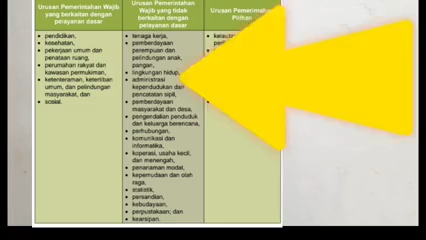 Urusan Pemerintahan Wajib
yang berkaitan dengan
pelayanan dasar
• pendidikan,
• kesehatan,
• pekerjaan umum dan
penataan ruang,
• perumahan rakyat dan
kawasan permukiman,
• ketenteraman, ketertiban
umum, dan pelindungan
masyarakat, dan
• sosial.
Urusan Pemerintahan
Wajib yang tidak
berkaitan dengan
pelayanan dasar
• tenaga kerja,
• pemberdayaan
perempuan dan
pelindungan anak,
• pangan,
• lingkungan hidup,
• administrasi
kependudukan dan
pencatatan sipil,
• pemberdayaan
masyarakat dan desa,
• pengendalian penduduk
dan keluarga berencana,
• perhubungan,
• komunikasi dan
informatika,
• koperasi, usaha kecil,
dan menengah,
• penanaman modal,
• kepemudaan dan olah
raga,
• statistik,
• persandian,
• kebudayaan,
• perpustakaan; dan
• kearsipan.
Urusan Pemerintahan
Pilihan